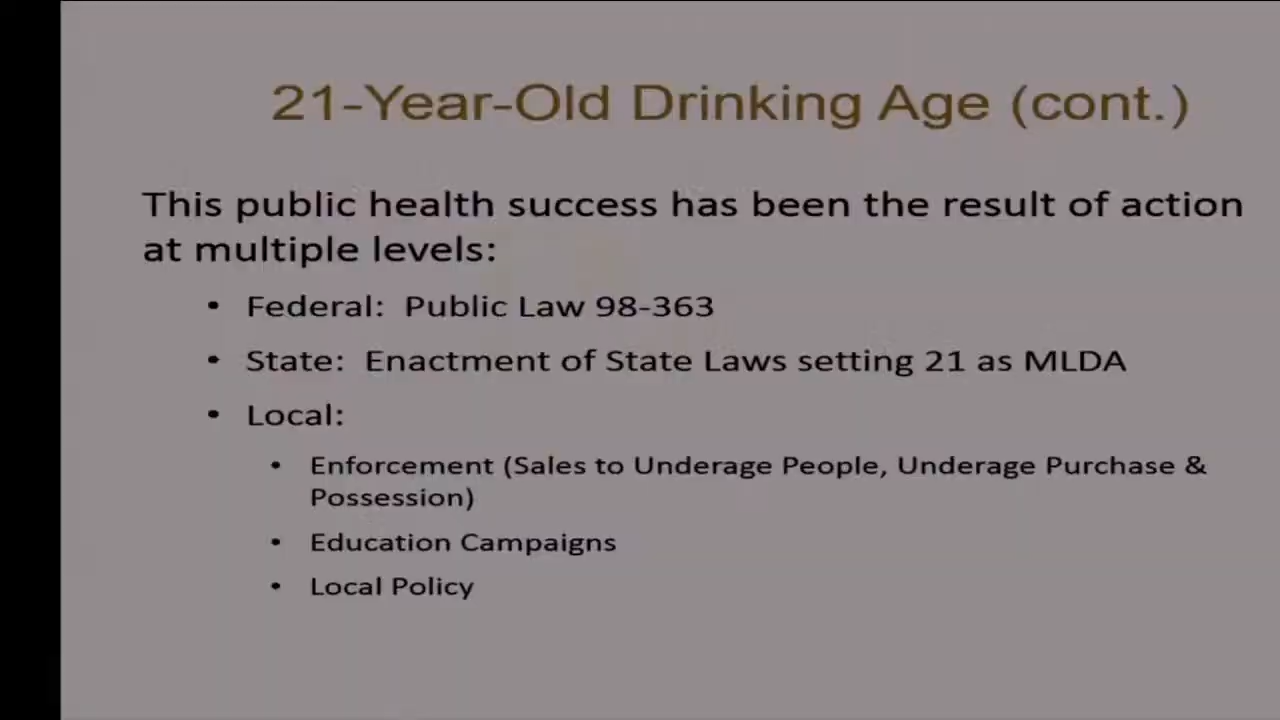 21-Year-Old Drinking Age (cont.)
This public health success has been the result of action
at multiple levels:
• Federal:  Public Law 98-363
• State:  Enactment of State Laws setting 21 as MLDA
• Local:
• Enforcement (Sales to Underage People, Underage Purchase &
Possession)
• Education Campaigns
• Local Policy